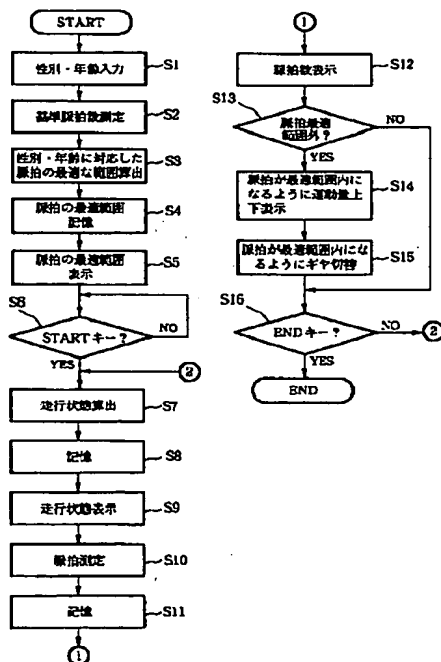 START
性別・年齢入力
S1
基準脈拍数測定
S2
性別・年齢に対応した
脈拍の最適な範囲算出
S3
脈拍の最適範囲
記憶
S4
脈拍の最適範囲
表示
S5
S6
STARTキー？
NO
YES
②
走行状態算出
S7
記憶
S8
走行状態表示
S9
脈拍測定
S10
記憶
S11
①
①
脈拍数表示
S12
S13
脈拍最適
範囲外？
NO
YES
脈拍が最適範囲内に
なるように運動量上
下表示
S14
脈拍が最適範囲内にな
るようにギヤ切替
S15
S16
ENDキー？
NO
②
YES
END